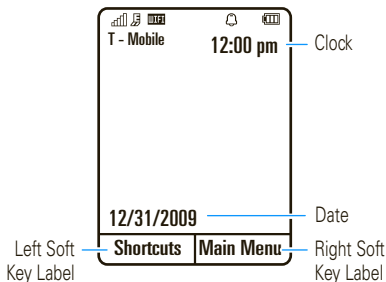 WIFI
T - Mobile
12:00 pm
Clock
12/31/2009
Date
Shortcuts
Main Menu
Left Soft
Key Label
Right Soft
Key Label